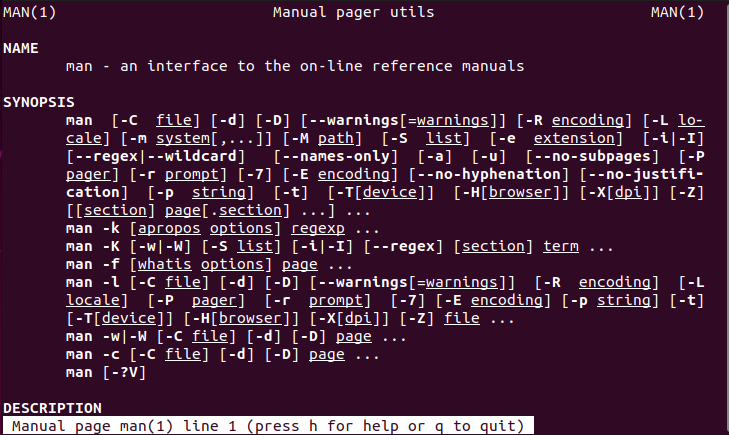 MAN(1) Manual pager utils MAN(1)
NAME
man - an interface to the on-line reference manuals
SYNOPSIS
man [-C file] [-d] [-D] [--warnings[=warnings]] [-R encoding] [-L lo-
cale] [-m system[,...]] [-M path] [-S list] [-e extension] [-i|-I]
[--regex|--wildcard] [--names-only] [-a] [-u] [--no-subpages] [-P
pager] [-r prompt] [-7] [-E encoding] [--no-hyphenation] [--no-justifi-
cation] [-p string] [-t] [-T[device]] [-H[browser]] [-X[dpi]] [-Z]
[[section] page[.section] ...] ...
man -k [apropos options] regexp ...
man -K [-w|-W] [-S list] [-i|-I] [--regex] [section] term ...
man -f [whatis options] page ...
man -l [-C file] [-d] [-D] [--warnings[=warnings]] [-R encoding] [-L
locale] [-P pager] [-r prompt] [-7] [-E encoding] [-p string] [-t]
[-T[device]] [-H[browser]] [-X[dpi]] [-Z] file ...
man -w|-W [-C file] [-d] [-D] page ...
man -c [-C file] [-d] [-D] page ...
man [-?V]
DESCRIPTION
Manual page man(1) line 1 (press h for help or q to quit)